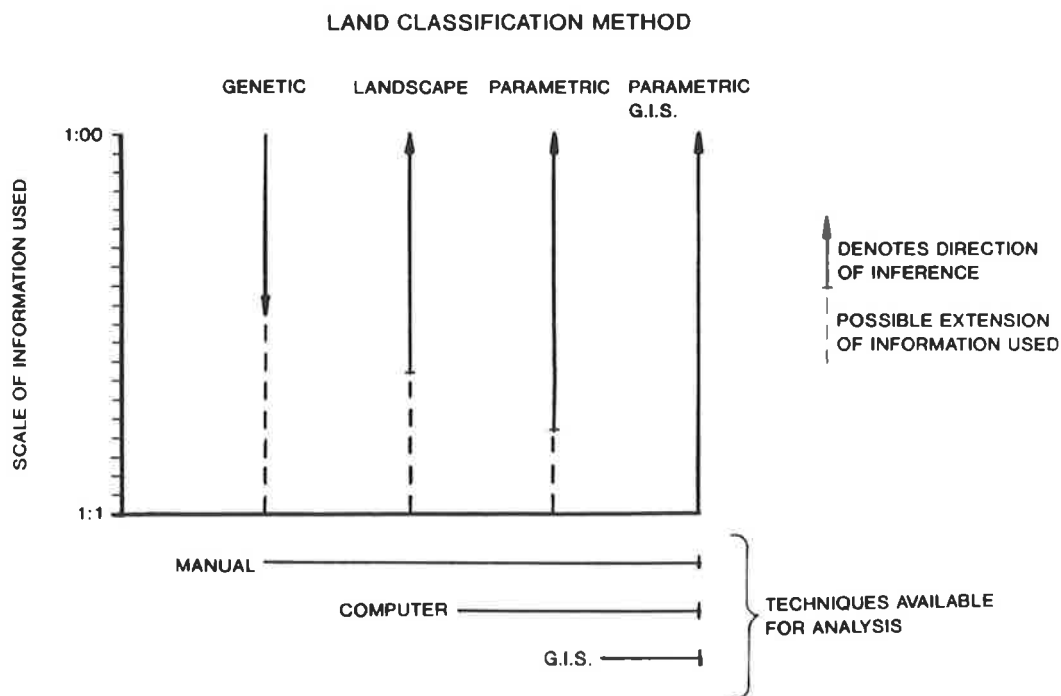 LAND CLASSIFICATION METHOD
GENETIC LANDSCAPE PARAMETRIC PARAMETRIC
G.I.S.
1:00
SCALE OF INFORMATION USED
1:1
DENOTES DIRECTION
OF INFERENCE
POSSIBLE EXTENSION
OF INFORMATION USED
MANUAL
COMPUTER
G.I.S.
TECHNIQUES AVAILABLE
FOR ANALYSIS